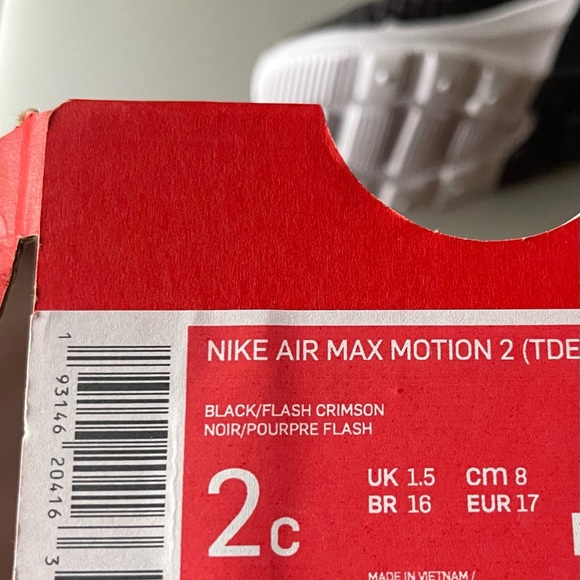 NIKE AIR MAX MOTION 2 (TDE
BLACK/FLASH CRIMSON
NOIR/POURPRE FLASH
2C
UK 1.5 cm 8
BR 16 EUR 17
MADE IN VIETNAM /
1 93146 20416 3